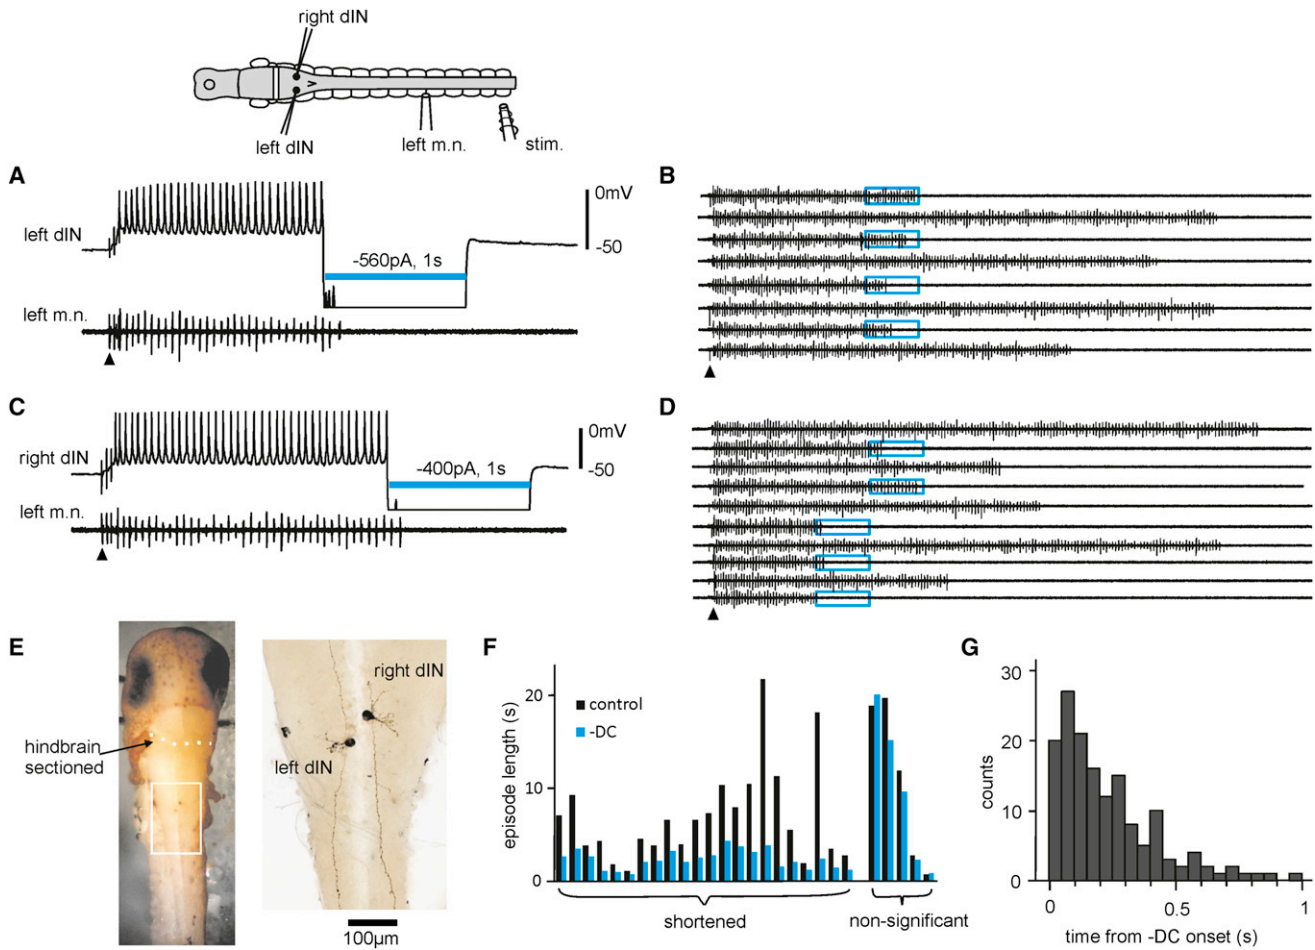 right dIN
left dIN
left m.n.
stim.
A
left dIN
0mV
-50
-560pA, 1s
left m.n.
B
C
right dIN
0mV
-50
-400pA, 1s
left m.n.
D
E
hindbrain
sectioned
right dIN
left dIN
100µm
F
episode length (s)
20
10
0
control
-DC
shortened
non-significant
G
counts
30
20
10
0
0
0.5
1
time from -DC onset (s)